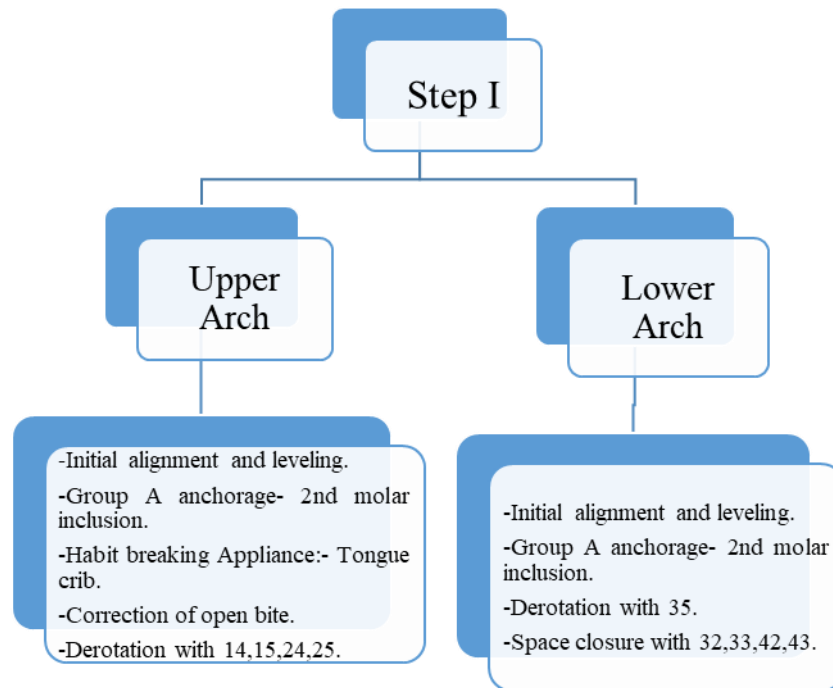 Step I
Upper
Arch
Lower
Arch
-Initial alignment and leveling.
-Group A anchorage- 2nd molar
inclusion.
-Habit breaking Appliance:- Tongue
crib.
-Correction of open bite.
-Derotation with 14,15,24,25.
-Initial alignment and leveling.
-Group A anchorage- 2nd molar
inclusion.
-Derotation with 35.
-Space closure with 32,33,42,43.